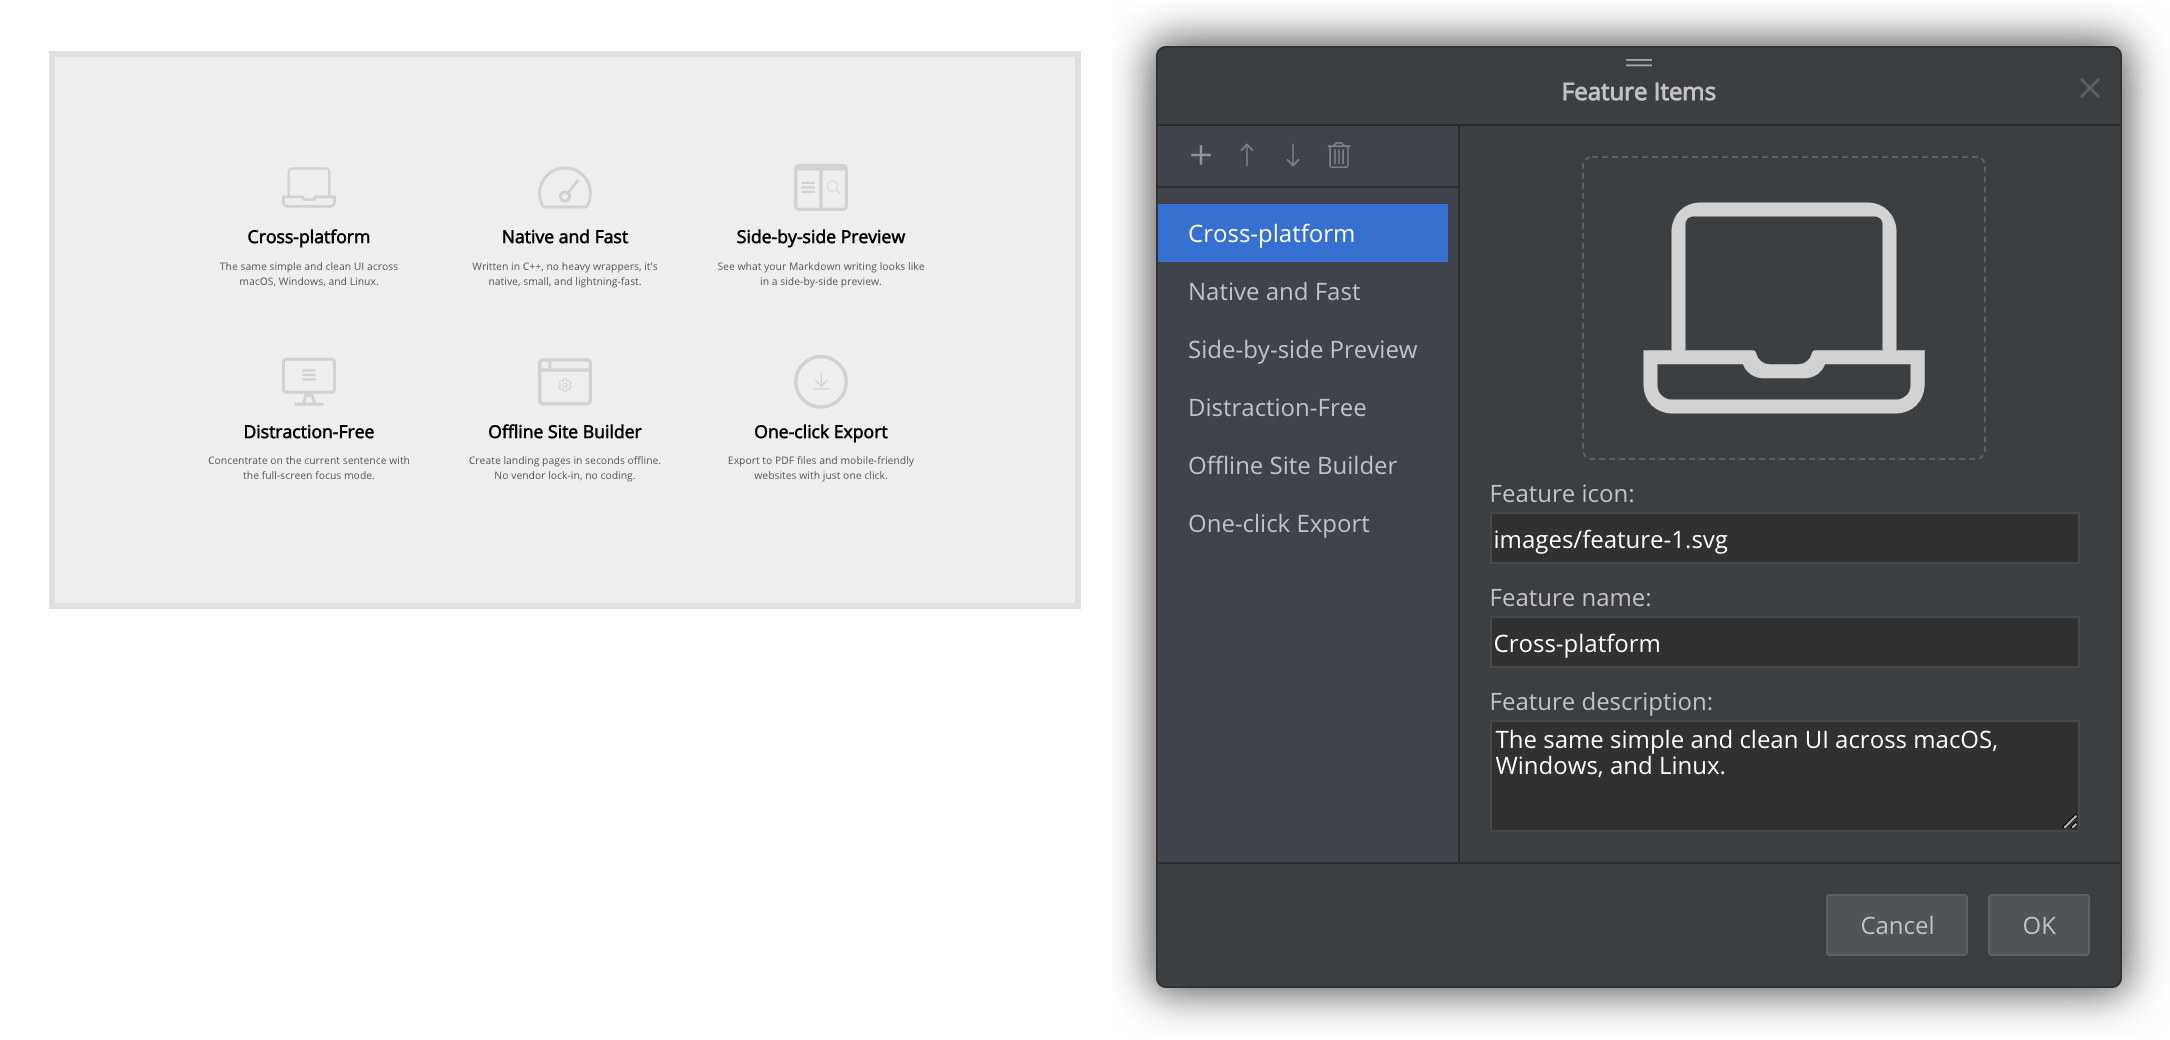 Cross-platform
The same simple and clean UI across
macOS, Windows, and Linux.
Native and Fast
Written in C++, no heavy wrappers, it's
native, small, and lightning-fast.
Side-by-side Preview
See what your Markdown writing looks like
in a side-by-side preview.
Distraction-Free
Concentrate on the current sentence with
the full-screen focus mode.
Offline Site Builder
Create landing pages in seconds offline.
No vendor lock-in, no coding.
One-click Export
Export to PDF files and mobile-friendly
websites with just one click.
Feature Items
Cross-platform
Native and Fast
Side-by-side Preview
Distraction-Free
Offline Site Builder
One-click Export
Feature icon:
images/feature-1.svg
Feature name:
Cross-platform
Feature description:
The same simple and clean UI across macOS,
Windows, and Linux.
Cancel
OK